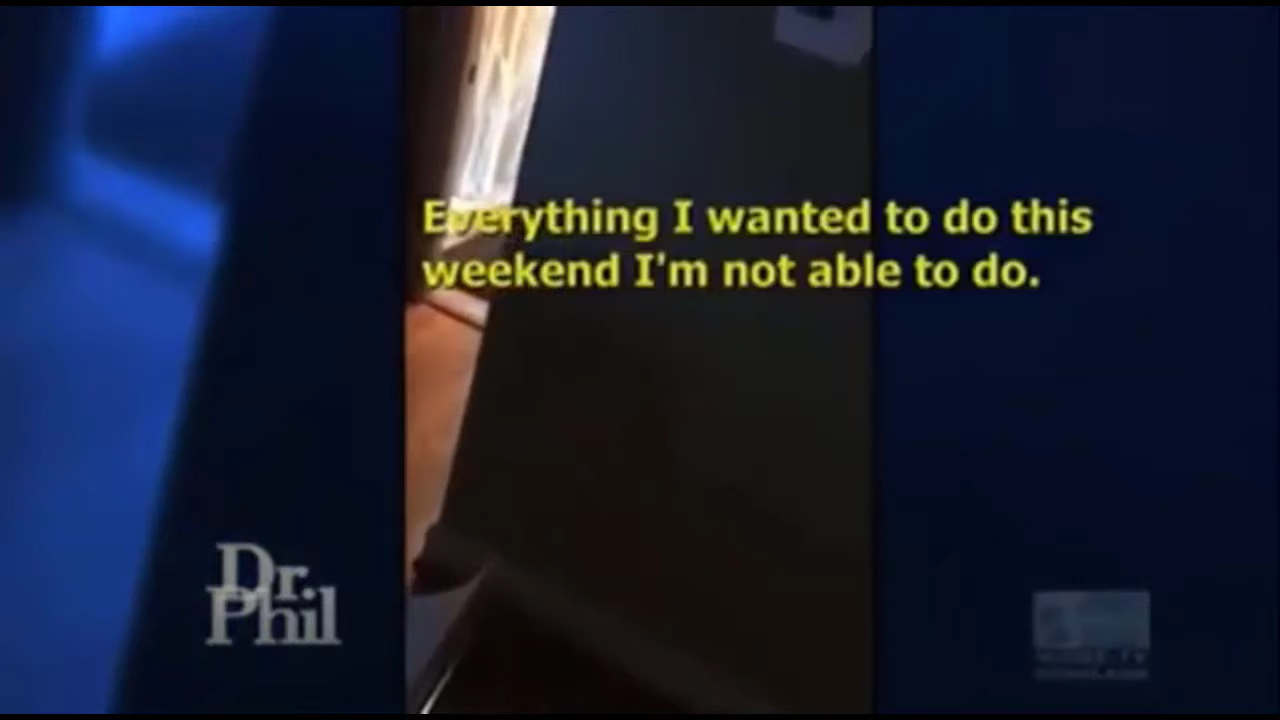 Everything I wanted to do this
weekend I'm not able to do.
Dr.
Phil